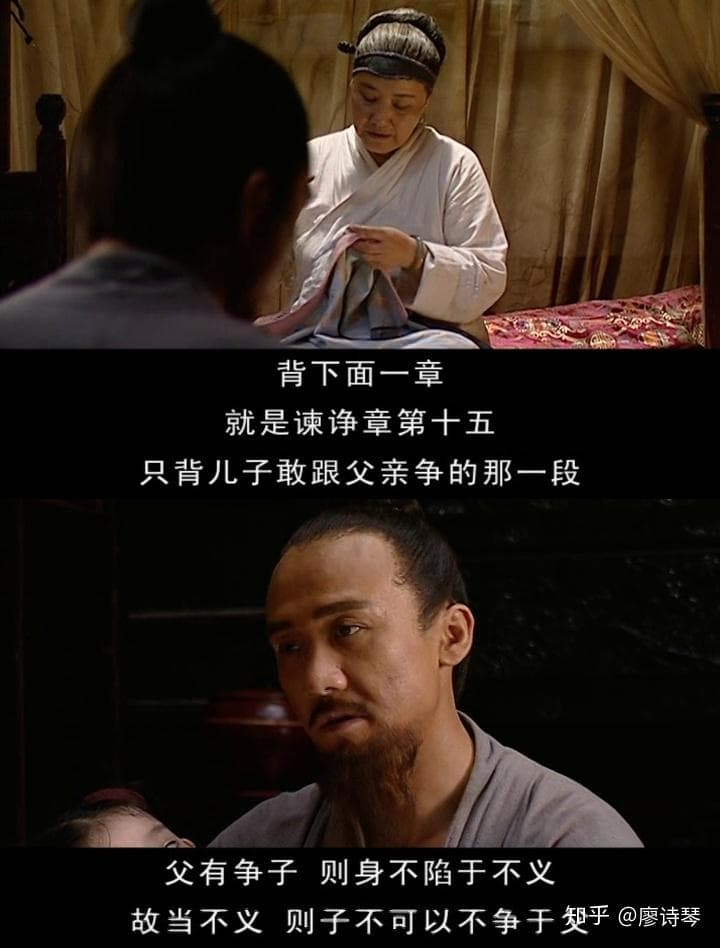 背下面一章
就是谏诤章第十五
只背儿子敢跟父亲争的那一段
父有争子 则身不陷于不义
故当不义 则子不可以不争于父
知乎 @廖诗琴